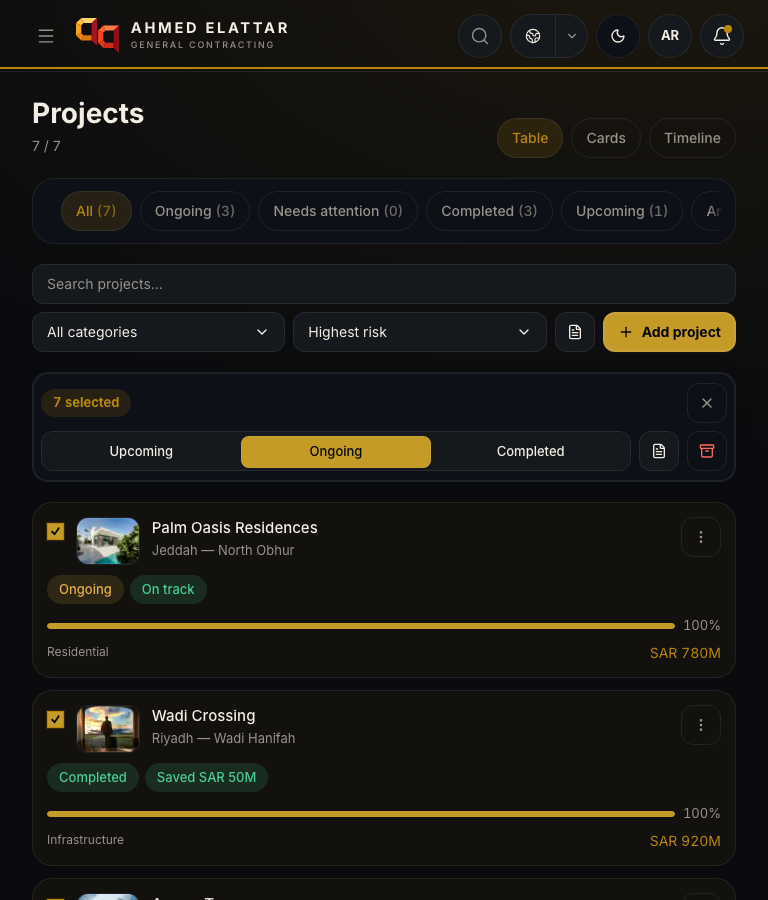 AHMED ELATTAR
GENERAL CONTRACTING
AR
Projects
7 / 7
Table
Cards
Timeline
All (7)
Ongoing (3)
Needs attention (0)
Completed (3)
Upcoming (1)
Search projects...
All categories
Highest risk
Add project
7 selected
Upcoming
Ongoing
Completed
Palm Oasis Residences
Jeddah — North Obhur
Ongoing
On track
100%
Residential
SAR 780M
Wadi Crossing
Riyadh — Wadi Hanifah
Completed
Saved SAR 50M
100%
Infrastructure
SAR 920M